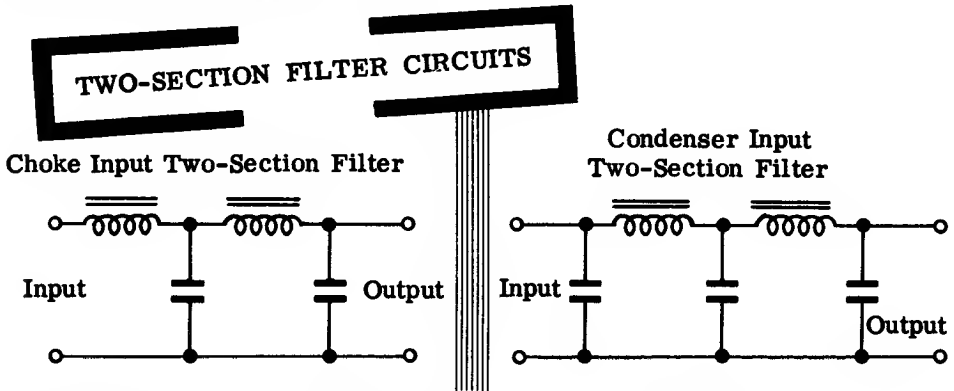 TWO-SECTION FILTER CIRCUITS
Choke Input Two-Section Filter
Input
Output
Condenser Input
Two-Section Filter
Input
Output